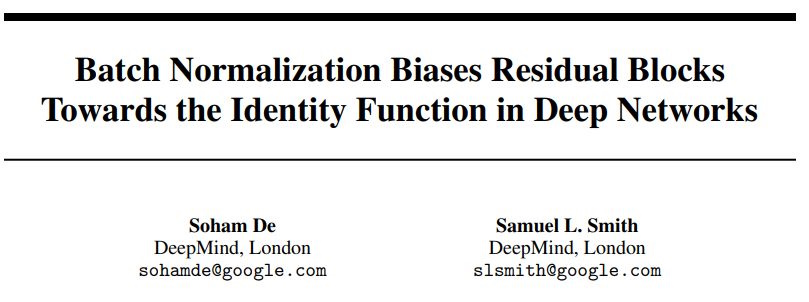 Batch Normalization Biases Residual Blocks
Towards the Identity Function in Deep Networks
Soham De
DeepMind, London
sohamde@google.com
Samuel L. Smith
DeepMind, London
slsmith@google.com